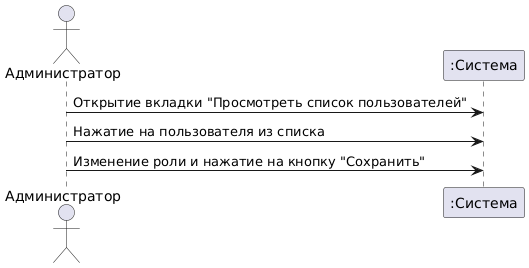 Администратор
:Система
Открытие вкладки "Просмотреть список пользователей"
Нажатие на пользователя из списка
Изменение роли и нажатие на кнопку "Сохранить"
Администратор
:Система